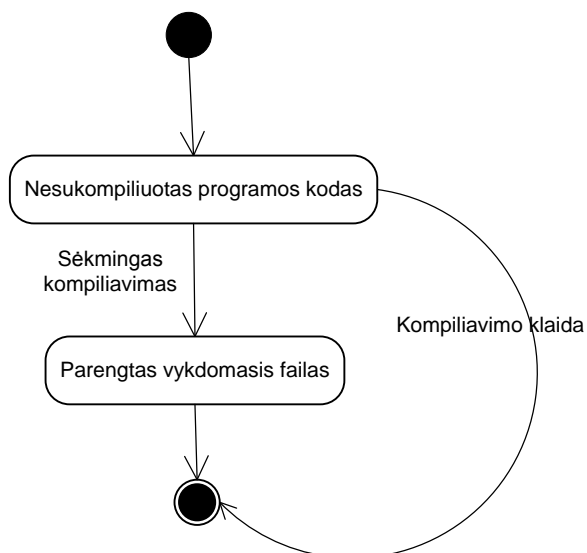 Nesukompiliuotas programos kodas
Sėkmingas
kompiliavimas
Kompiliavimo klaida
Parengtas vykdomasis failas